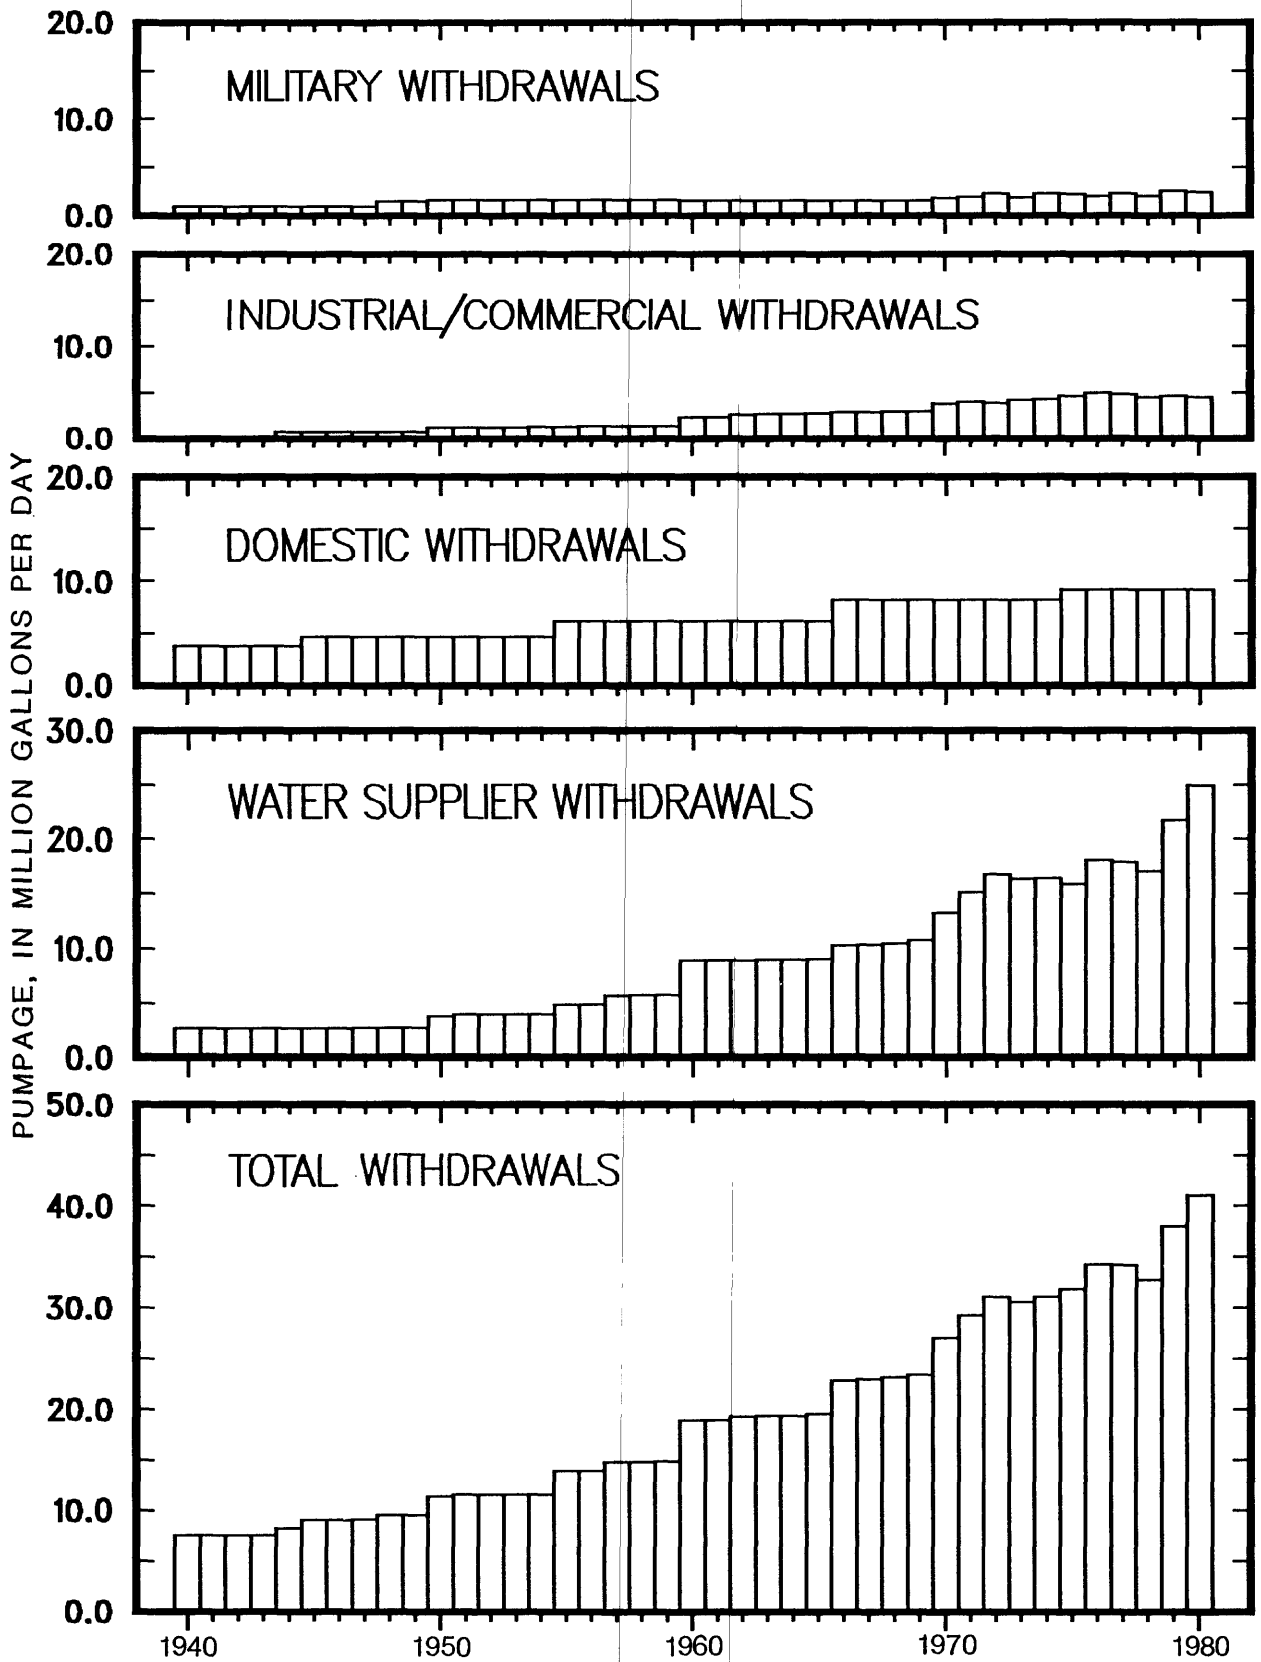 PUMPAGE, IN MILLION GALLONS PER DAY
20.0
MILITARY WITHDRAWALS
10.0
0.0
20.0
INDUSTRIAL/COMMERCIAL WITHDRAWALS
10.0
0.0
20.0
DOMESTIC WITHDRAWALS
10.0
0.0
30.0
WATER SUPPLIER WITHDRAWALS
20.0
10.0
0.0
50.0
TOTAL WITHDRAWALS
40.0
30.0
20.0
10.0
0.0
1940 1950 1960 1970 1980